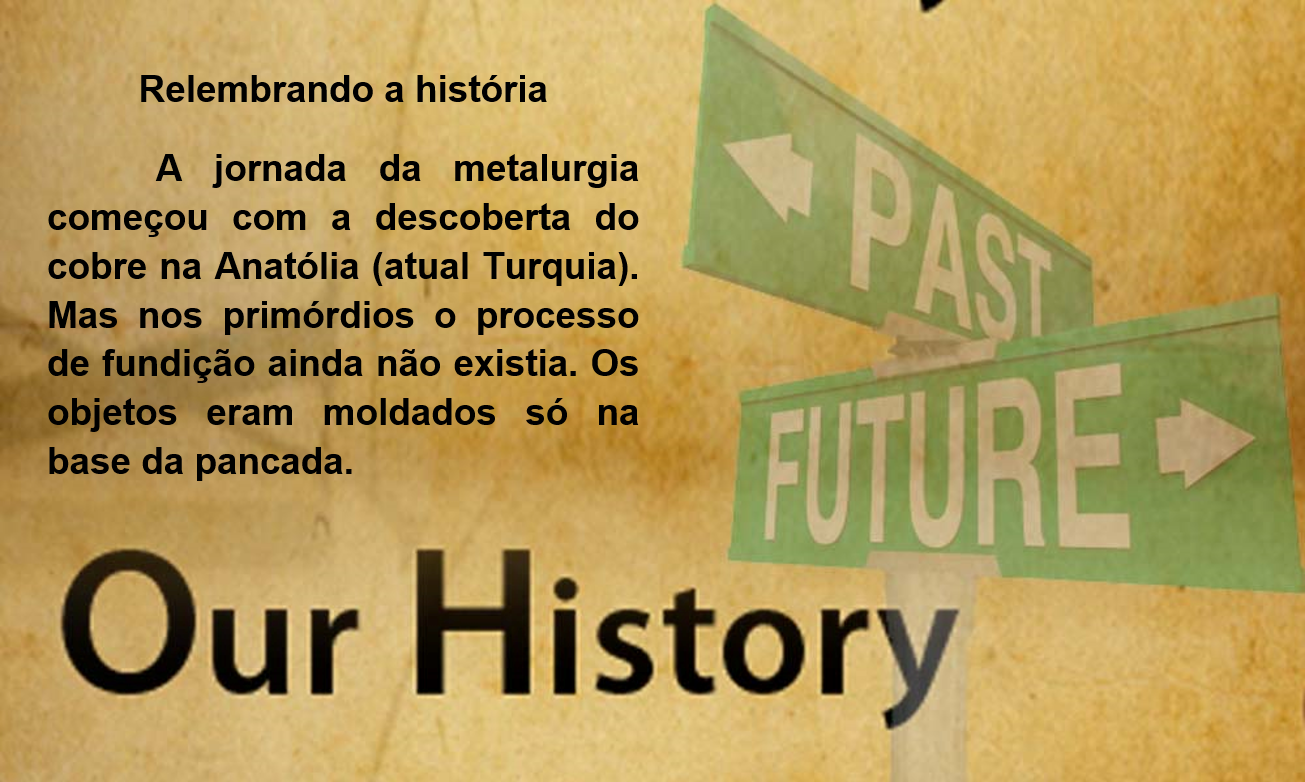 Relembrando a história
A jornada da metalurgia
começou com a descoberta do
cobre na Anatólia (atual Turquia).
Mas nos primórdios o processo
de fundição ainda não existia. Os
objetos eram moldados só na
base da pancada.
PAST
FUTURE
Our History